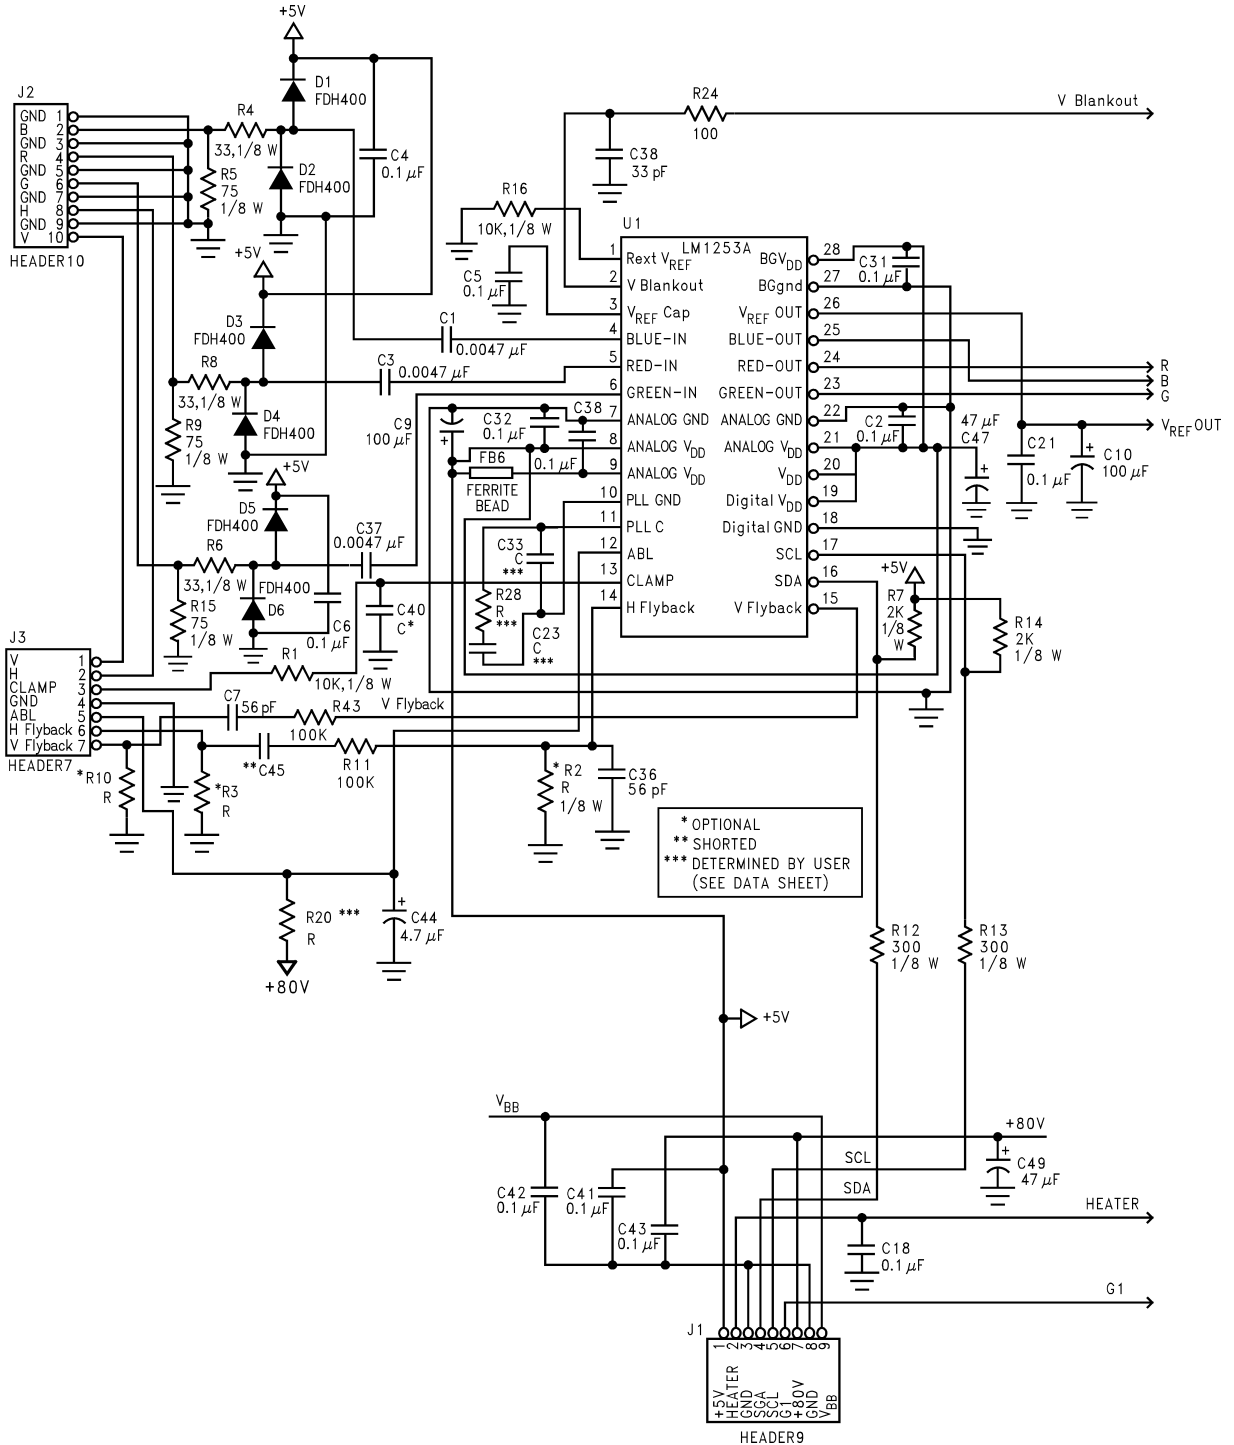 +5V
D1
FDH400
J2
GND 1
B 2
GND 3
R 4
GND 5
G 6
GND 7
H 8
GND 9
V 10
HEADER10
R4
33,1/8 W
R5
75
1/8 W
D2
FDH400
C4
0.1 μF
+5V
D3
FDH400
R8
33,1/8 W
R9
75
1/8 W
D4
FDH400
+5V
D5
FDH400
R6
33,1/8 W
R15
75
1/8 W
FDH400
D6
C6
0.1 μF
C37
0.0047 μF
C1
0.0047 μF
C3
0.0047 μF
R24
100
V Blankout
C38
33 pF
R16
10K,1/8 W
C5
0.1 μF
U1
LM1253A
1 Rext VREF
2 V Blankout
3 VREF Cap
4 BLUE-IN
5 RED-IN
6 GREEN-IN
7 ANALOG GND
8 ANALOG VDD
9 ANALOG VDD
10 PLL GND
11 PLL C
12 ABL
13 CLAMP
14 H Flyback
BGVDD 28
BGgnd 27
VREF OUT 26
BLUE-OUT 25
RED-OUT 24
GREEN-OUT 23
ANALOG GND 22
ANALOG VDD 21
VDD 20
Digital VDD 19
Digital GND 18
SCL 17
SDA 16
V Flyback 15
C31
0.1 μF
R
B
G
C9
100 μF
+
C32
0.1 μF
C38
0.1 μF
FB6
FERRITE
BEAD
C2
0.1 μF
47 μF
C47
+
C21
0.1 μF
+
C10
100 μF
VREF OUT
C33
C
***
R28
R
***
C23
C
***
C40
C*
+5V
R7
2K
1/8
W
R14
2K
1/8 W
J3
V 1
H 2
CLAMP 3
GND 4
ABL 5
H Flyback 6
V Flyback 7
HEADER7
R1
10K,1/8 W
C7
56 pF
R43
100K
V Flyback
*R10
R
*R3
R
**C45
R11
100K
*R2
R
1/8 W
C36
56 pF
* OPTIONAL
** SHORTED
*** DETERMINED BY USER
(SEE DATA SHEET)
R20 ***
R
+80V
+
C44
4.7 μF
R12
300
1/8 W
R13
300
1/8 W
+5V
VBB
+80V
C42
0.1 μF
C41
0.1 μF
C43
0.1 μF
SCL
SDA
+
C49
47 μF
HEATER
C18
0.1 μF
G1
J1
1 2 3 4 5 6 7 8 9
+5V
HEATER
GND
SGA
SCL
G1
+80V
GND
VBB
HEADER9